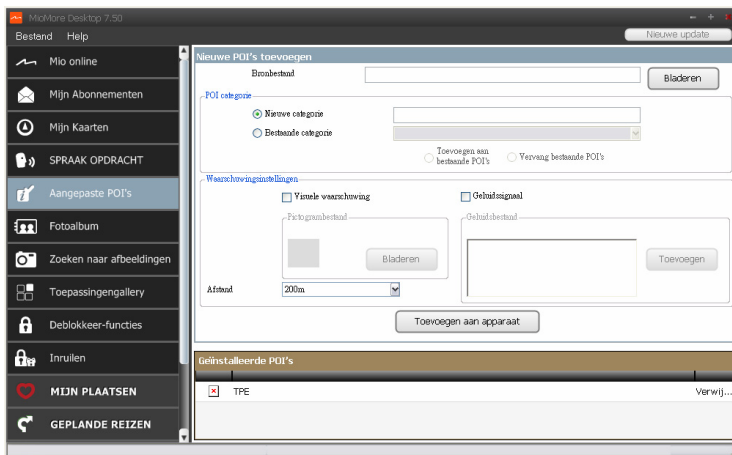 MioMore Desktop 7.50
Bestand Help
Nieuwe update
Mio online
Mijn Abonnementen
Mijn Kaarten
SPRAAK OPDRACHT
Aangepaste POI's
Fotoalbum
Zoeken naar afbeeldingen
Toepassingengallery
Deblokkeer-functies
Inruilen
MIJN PLAATSEN
GEPLANDE REIZEN
Nieuwe POI's toevoegen
Bronbestand
Bladeren
POI categorie
Nieuwe categorie
Bestaande categorie
Toevoegen aan
bestaande POI's
Vervang bestaande POI's
Waarschuwingsinstellingen
Visuele waarschuwing
Geluidssignaal
Pictogrambestand
Bladeren
Geluidsbestand
Toevoegen
Afstand
200m
Toevoegen aan apparaat
Geïnstalleerde POI's
TPE
Verwij...